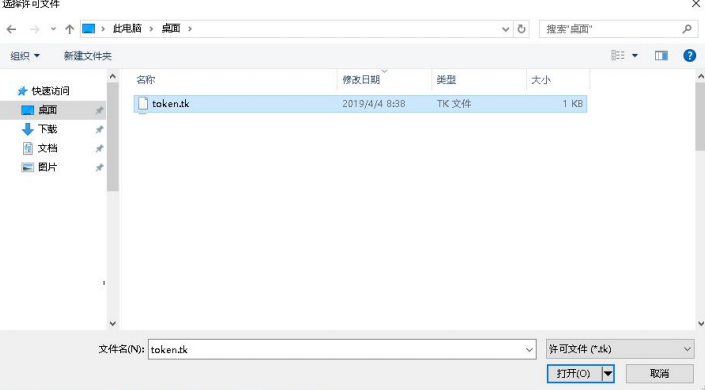 选择许可文件
此电脑 › 桌面 ›
搜索"桌面"
组织
新建文件夹
名称 修改日期 类型 大小
快速访问
桌面
下载
文档
图片
token.tk 2019/4/4 8:38 TK 文件 1 KB
文件名(N): token.tk
许可文件 (*.tk)
打开(O)
取消